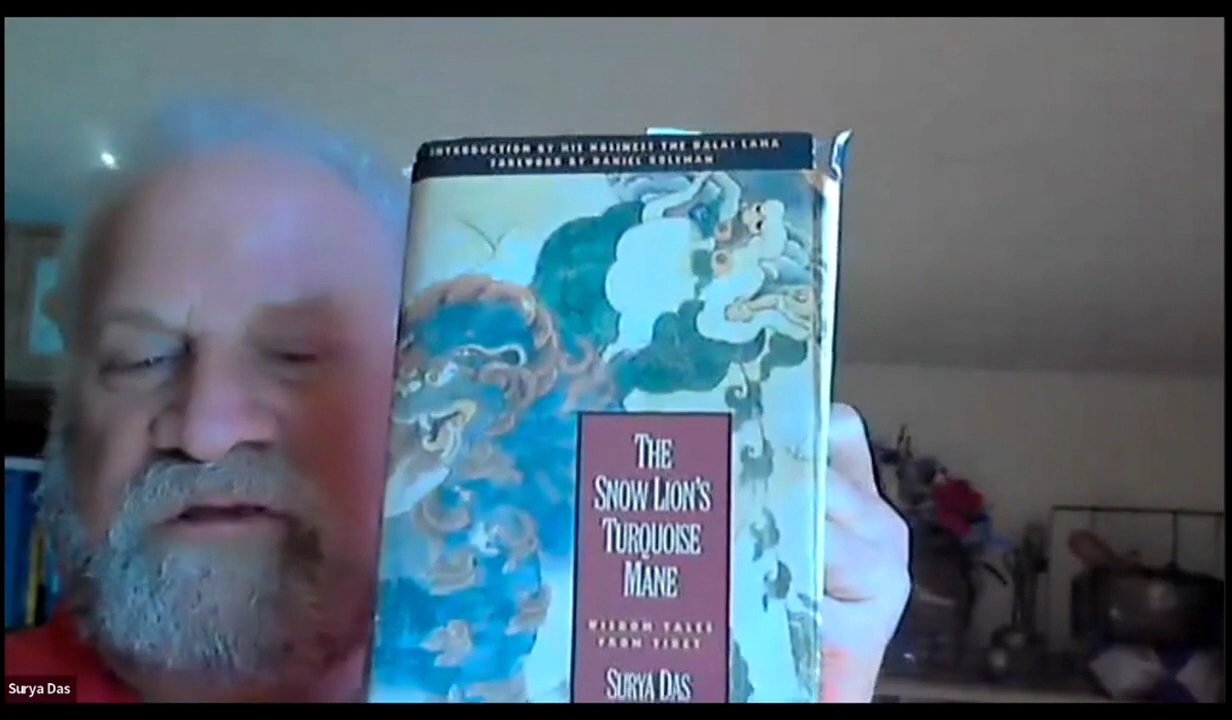 INTRODUCTION BY HIS HOLINESS THE DALAI LAMA
FOREWORD BY DANIEL GOLEMAN
THE
SNOW LION'S
TURQUOISE
MANE
WISDOM TALES
FROM TIBET
SURYA DAS
Surya Das